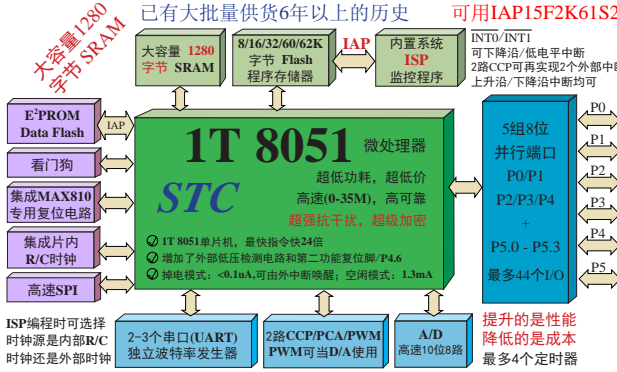 已有大批量供货6年以上的历史
可用IAP15F2K61S2
大容量1280
字节 SRAM
大容量 1280
字节 SRAM
8/16/32/60/62K
字节 Flash
程序存储器
IAP
内置系统
ISP
监控程序
INT0/INT1
可下降沿/低电平中断
2路CCP可再实现2个外部中断
上升沿/下降沿中断均可
E²PROM
Data Flash
IAP
看门狗
集成MAX810
专用复位电路
集成片内
R/C时钟
高速SPI
1T 8051 微处理器
STC
超低功耗，超低价
高速(0-35M)，高可靠
超强抗干扰，超级加密
1T 8051单片机，最快指令快24倍
增加了外部低压检测电路和第二功能复位脚/P4.6
掉电模式：<0.1uA,可由外中断唤醒；空闲模式：1.3mA
5组8位
并行端口
P0/P1
P2/P3/P4
+
P5.0 - P5.3
最多44个I/O
P0
P1
P2
P3
P4
P5
ISP编程时可选择
时钟源是内部R/C
时钟还是外部时钟
2-3个串口(UART)
独立波特率发生器
2路CCP/PCA/PWM
PWM可当D/A使用
A/D
高速10位8路
提升的是性能
降低的是成本
最多4个定时器